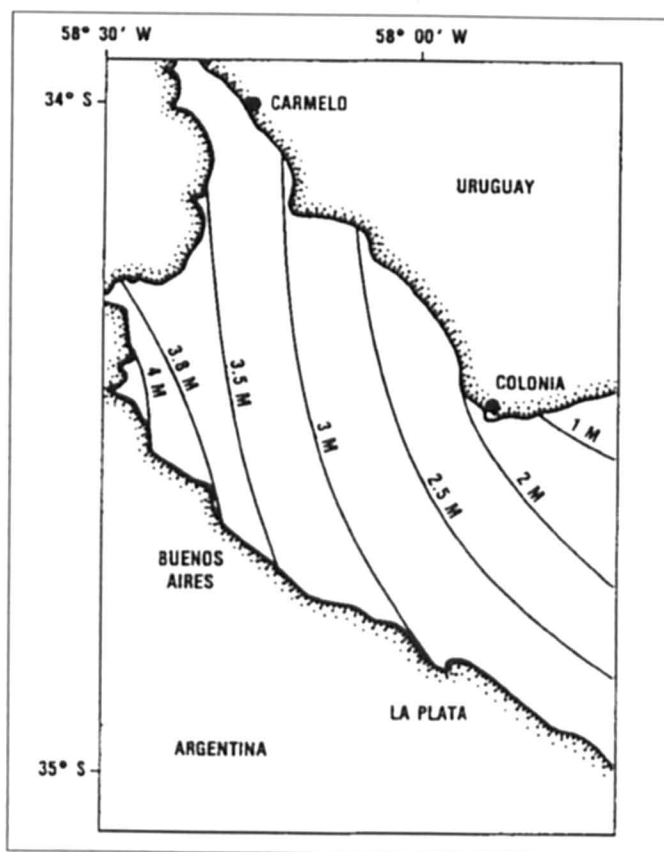 58° 30′ W
58° 00′ W
34° S
CARMELO
URUGUAY
COLONIA
4 M
3.8 M
3.5 M
3 M
2.5 M
2 M
1 M
BUENOS
AIRES
LA PLATA
ARGENTINA
35° S